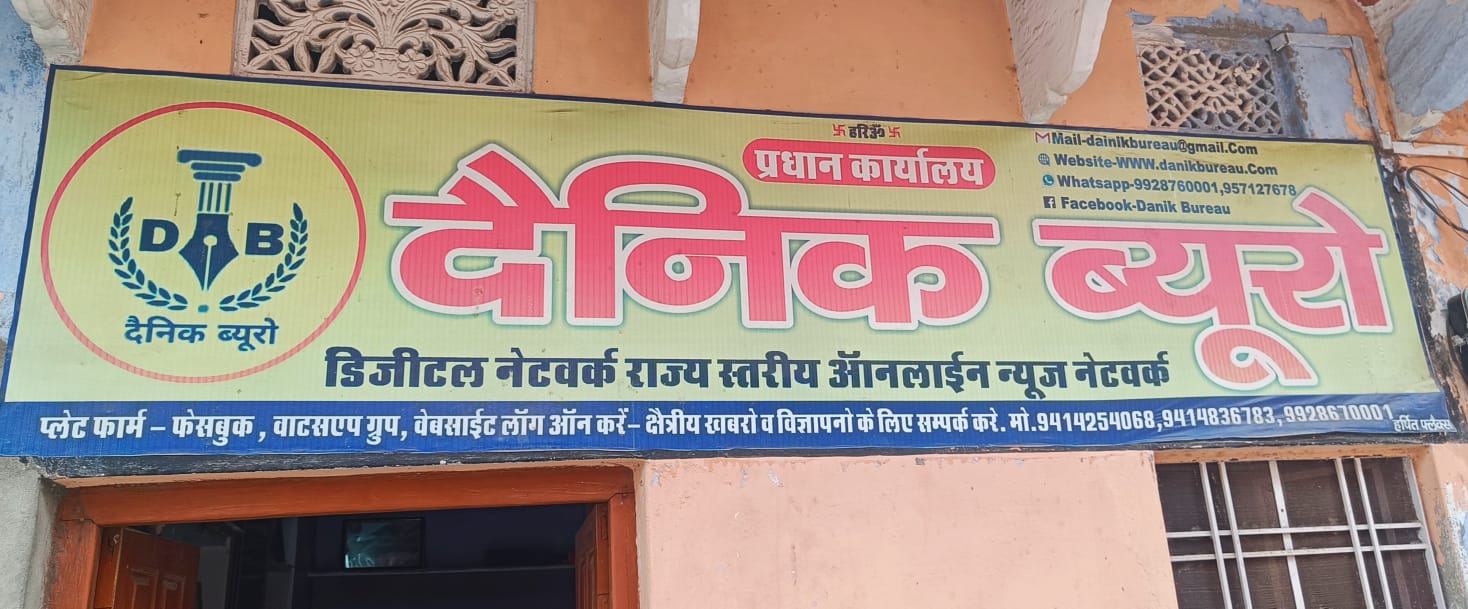 卐 हरिॐ 卐
प्रधान कार्यालय
Mail-dainikbureau@gmail.Com
Website-WWW.danikbureau.Com
Whatsapp-9928760001,957127678
Facebook-Danik Bureau
D B
दैनिक ब्यूरो
दैनिक ब्यूरो
डिजीटल नेटवर्क राज्य स्तरीय ऑनलाईन न्यूज नेटवर्क
प्लेट फार्म – फेसबुक , वाटसएप ग्रुप, वेबसाईट लॉग ऑन करें– क्षैत्रीय खबरो व विज्ञापनो के लिए सम्पर्क करे. मो.9414254068,9414836783,9928670001
हर्पित फ्लैक्स